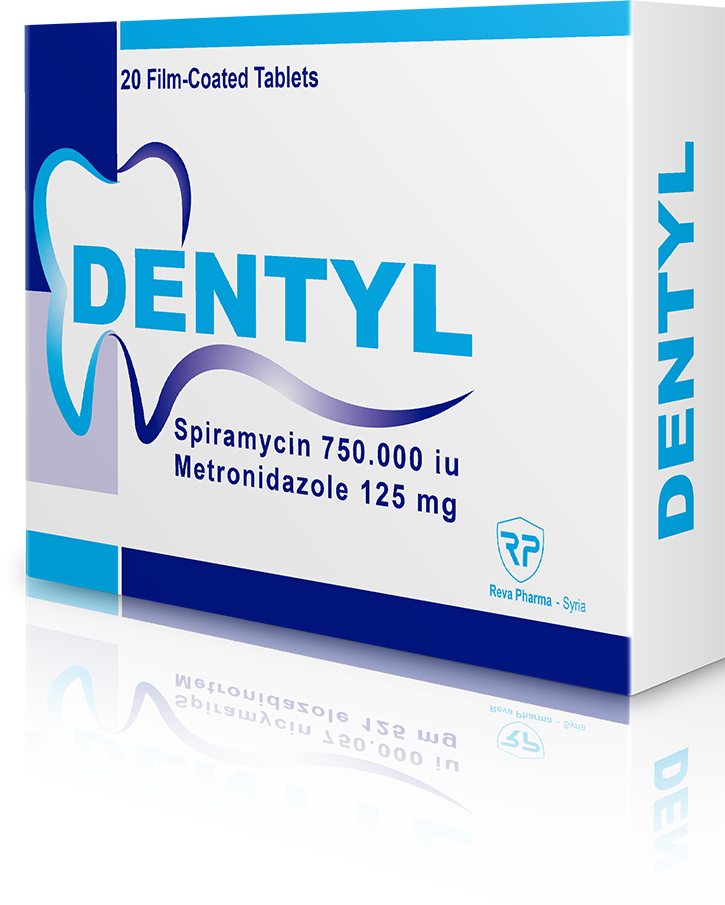 20 Film-Coated Tablets
DENTYL
Spiramycin 750.000 iu
Metronidazole 125 mg
RP
Reva Pharma - Syria
DENTYL